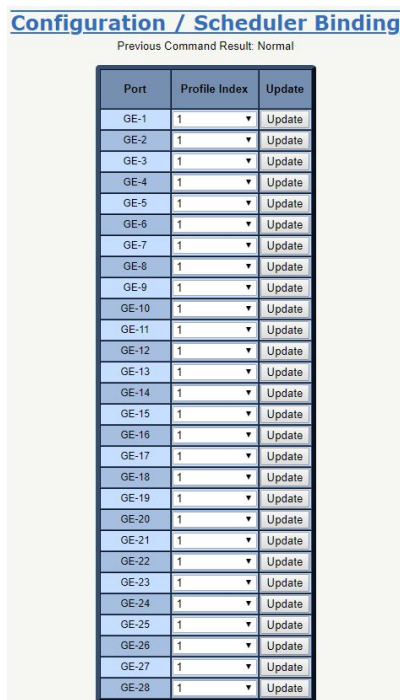 Configuration / Scheduler Binding
Previous Command Result: Normal
Port Profile Index Update
GE-1 1 Update
GE-2 1 Update
GE-3 1 Update
GE-4 1 Update
GE-5 1 Update
GE-6 1 Update
GE-7 1 Update
GE-8 1 Update
GE-9 1 Update
GE-10 1 Update
GE-11 1 Update
GE-12 1 Update
GE-13 1 Update
GE-14 1 Update
GE-15 1 Update
GE-16 1 Update
GE-17 1 Update
GE-18 1 Update
GE-19 1 Update
GE-20 1 Update
GE-21 1 Update
GE-22 1 Update
GE-23 1 Update
GE-24 1 Update
GE-25 1 Update
GE-26 1 Update
GE-27 1 Update
GE-28 1 Update